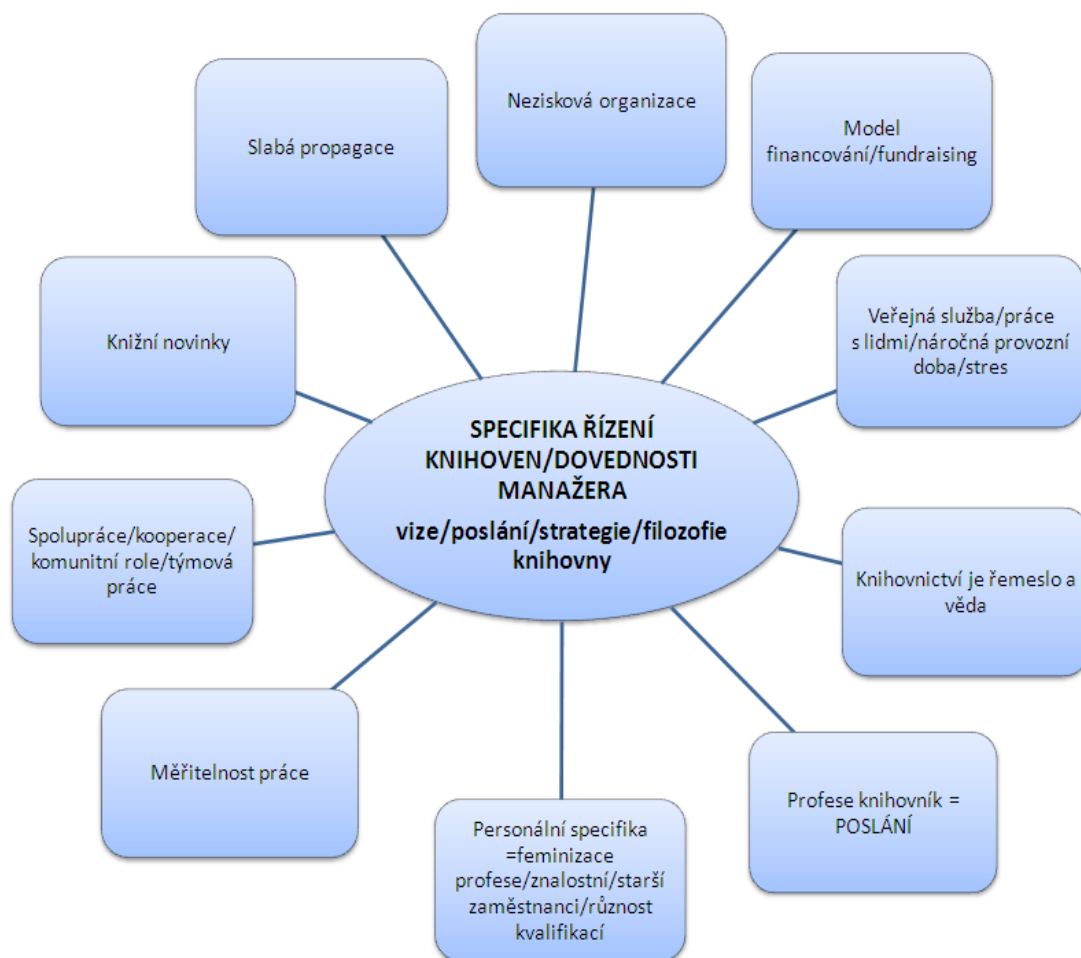 Nezisková organizace
Slabá propagace
Model
financování/fundraising
Knižní novinky
Veřejná služba/práce
s lidmi/náročná provozní
doba/stres
SPECIFIKA ŘÍZENÍ
KNIHOVEN/DOVEDNOSTI
MANAŽERA
vize/poslání/strategie/filozofie
knihovny
Spolupráce/kooperace/
komunitní role/týmová
práce
Knihovnictví je řemeslo a
věda
Měřitelnost práce
Profese knihovník =
POSLÁNÍ
Personální specifika
=feminizace
profese/znalostní/starší
zaměstnanci/různost
kvalifikací